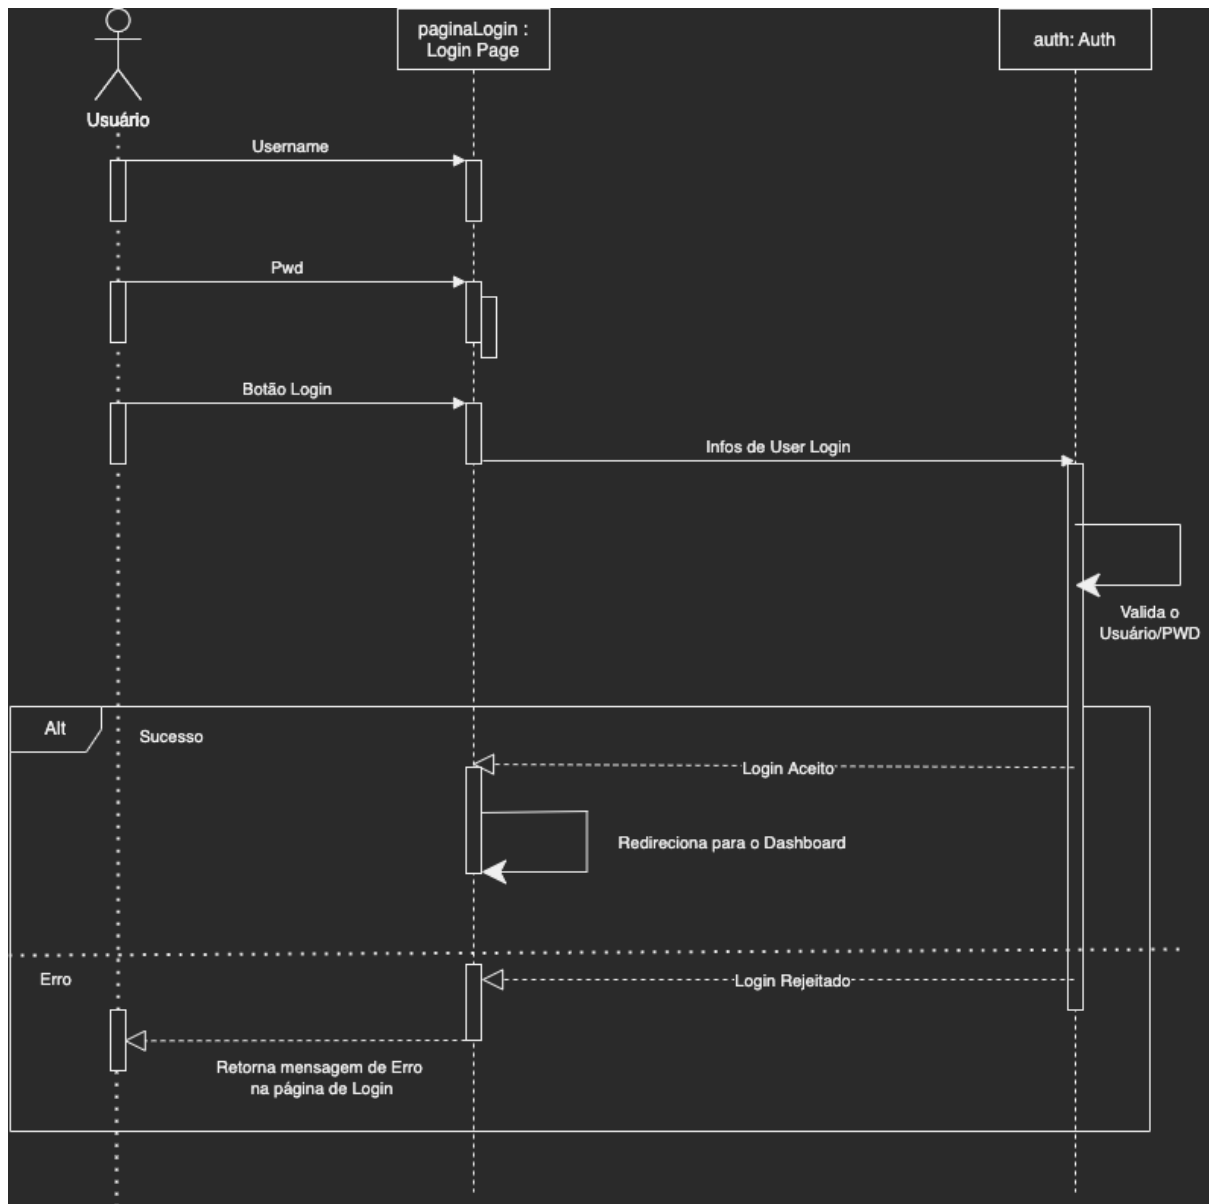 paginaLogin :
Login Page
auth: Auth
Usuário
Username
Pwd
Botão Login
Infos de User Login
Valida o
Usuário/PWD
Alt
Sucesso
Login Aceito
Redireciona para o Dashboard
Erro
Login Rejeitado
Retorna mensagem de Erro
na página de Login